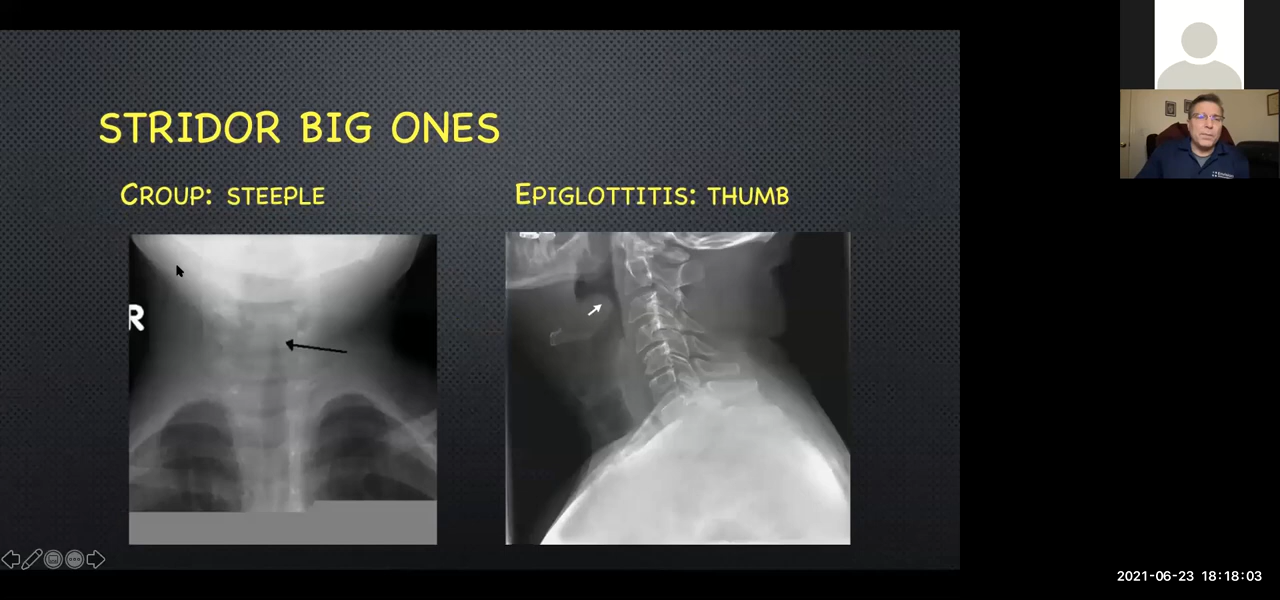 STRIDOR BIG ONES
CROUP: STEEPLE
EPIGLOTTITIS: THUMB
R
2021-06-23 18:18:03